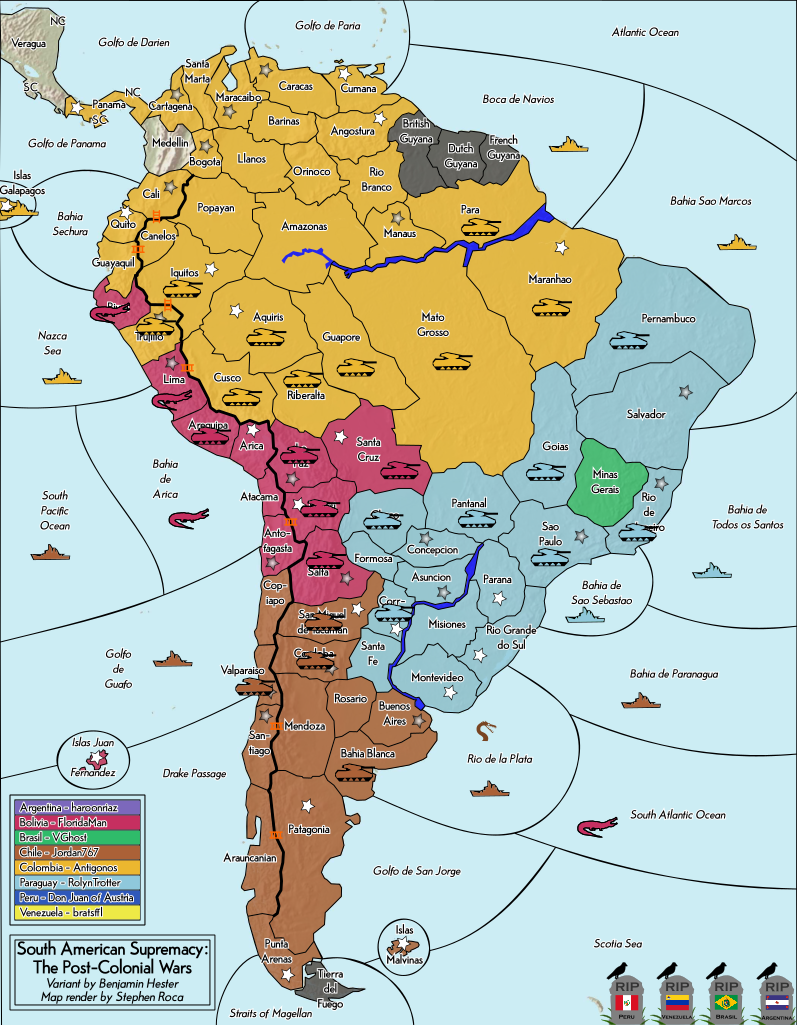 NC
Veragua
Golfo de Darien
Golfo de Paria
Atlantic Ocean
SC
NC
Panama
SC
Santa
Marta
Cartagena
Maracaibo
Caracas
Cumana
Boca de Navios
Golfo de Panama
Medellin
Barinas
Angostura
British
Guyana
Dutch
Guyana
French
Guyana
Bogota
Llanos
Orinoco
Rio
Branco
Islas
Galapagos
Cali
Popayan
Bahia
Sechura
Quito
Canelos
Amazonas
Manaus
Para
Bahia Sao Marcos
Guayaquil
Iquitos
Maranhao
Trujillo
Aquiris
Guapore
Mato
Grosso
Pernambuco
Nazca
Sea
Lima
Cusco
Riberalta
Salvador
Arequipa
Arica
Santa
Cruz
Goias
Minas
Gerais
Bahia
de
Arica
Atacama
Pantanal
Rio
de
South
Pacific
Ocean
Anto-
fagasta
Formosa
Concepcion
Sao
Paulo
Bahia de
Todos os Santos
Salta
Asuncion
Parana
Bahia de
Sao Sebastao
Cop-
iapo
San Miguel
de Tucuman
Corr-
Misiones
Rio Grande
do Sul
Golfo
de
Guafo
Santa
Fe
Valparaiso
Montevideo
Bahia de Paranagua
Rosario
Buenos
Aires
San-
tiago
Mendoza
Islas Juan
Fernandez
Drake Passage
Bahia Blanca
Rio de la Plata
Patagonia
South Atlantic Ocean
Argentina - haroonriaz
Bolivia - FloridaMan
Brasil - VGhost
Chile - Jordan767
Colombia - Antigonos
Paraguay - RolynTrotter
Peru - Don Juan of Austria
Venezuela - bratsffl
Araucanian
Golfo de San Jorge
South American Supremacy:
The Post-Colonial Wars
Variant by Benjamin Hester
Map render by Stephen Roca
Punta
Arenas
Islas
Malvinas
Scotia Sea
Tierra
del
Fuego
Straits of Magellan
RIP
PERU
RIP
VENEZUELA
RIP
BRASIL
RIP
ARGENTINA